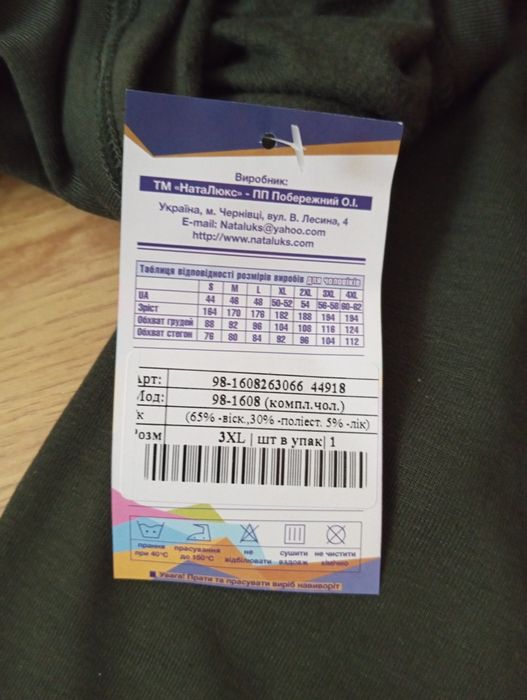 Виробник:
ТМ «НатаЛюкс» - ПП Побережний О.І.
Україна, м. Чернівці, вул. В. Лесина, 4
E-mail: Nataluks@yahoo.com
http://www.nataluks.com
Таблиця відповідності розмірів виробів для чоловіків
S M L XL 2XL 3XL 4XL
UA 44 46 48 50-52 54 56-58 60-62
Зріст 164 170 176 182 188 194 194
Обхват грудей 88 92 96 104 108 116 124
Обхват стегон 76 80 84 92 96 104 112
Арт: 98-1608263066 44918
Мод: 98-1608 (компл.чол.)
к (65% -віск.,30% -поліест. 5% -лік)
Розм 3XL | шт в упак| 1
прання при 40°C
прасування до 150°C
не відбілювати
сушити вздовж
не чистити хімічно
Увага! Прати та прасувати виріб навиворіт